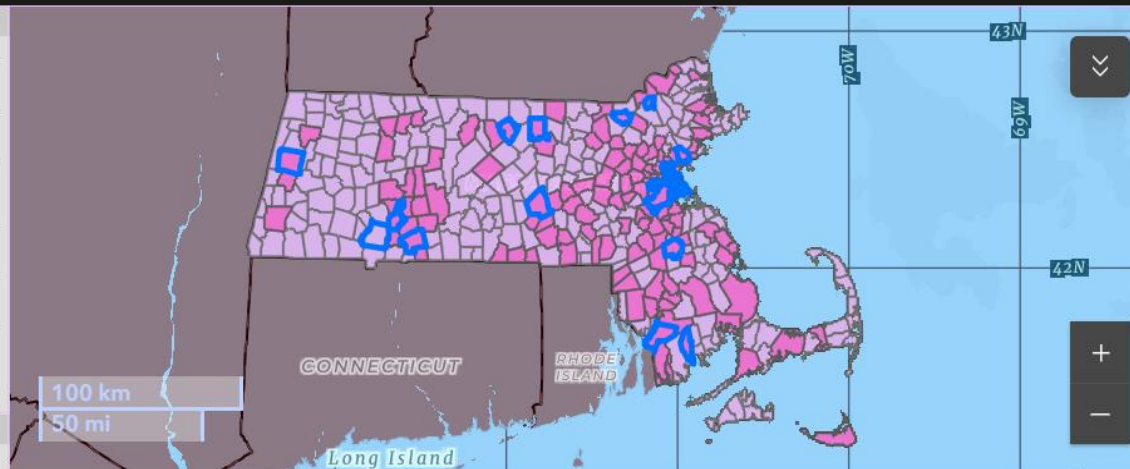 43N
70W
69W
42N
CONNECTICUT
RHODE
ISLAND
100 km
50 mi
Long Island
+
−